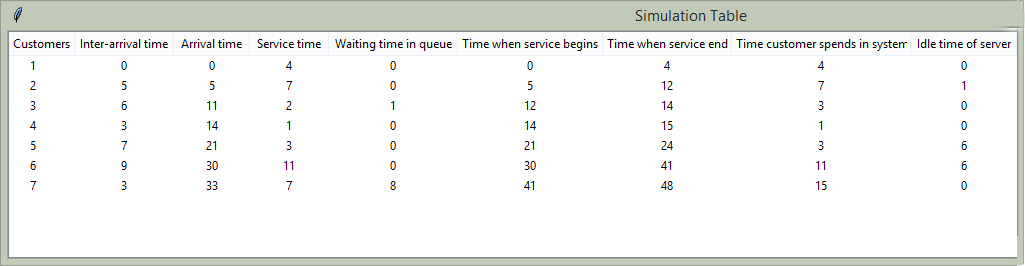 Simulation Table
Customers Inter-arrival time Arrival time Service time Waiting time in queue Time when service begins Time when service end Time customer spends in system Idle time of server
1 0 0 4 0 0 4 4 0
2 5 5 7 0 5 12 7 1
3 6 11 2 1 12 14 3 0
4 3 14 1 0 14 15 1 0
5 7 21 3 0 21 24 3 6
6 9 30 11 0 30 41 11 6
7 3 33 7 8 41 48 15 0